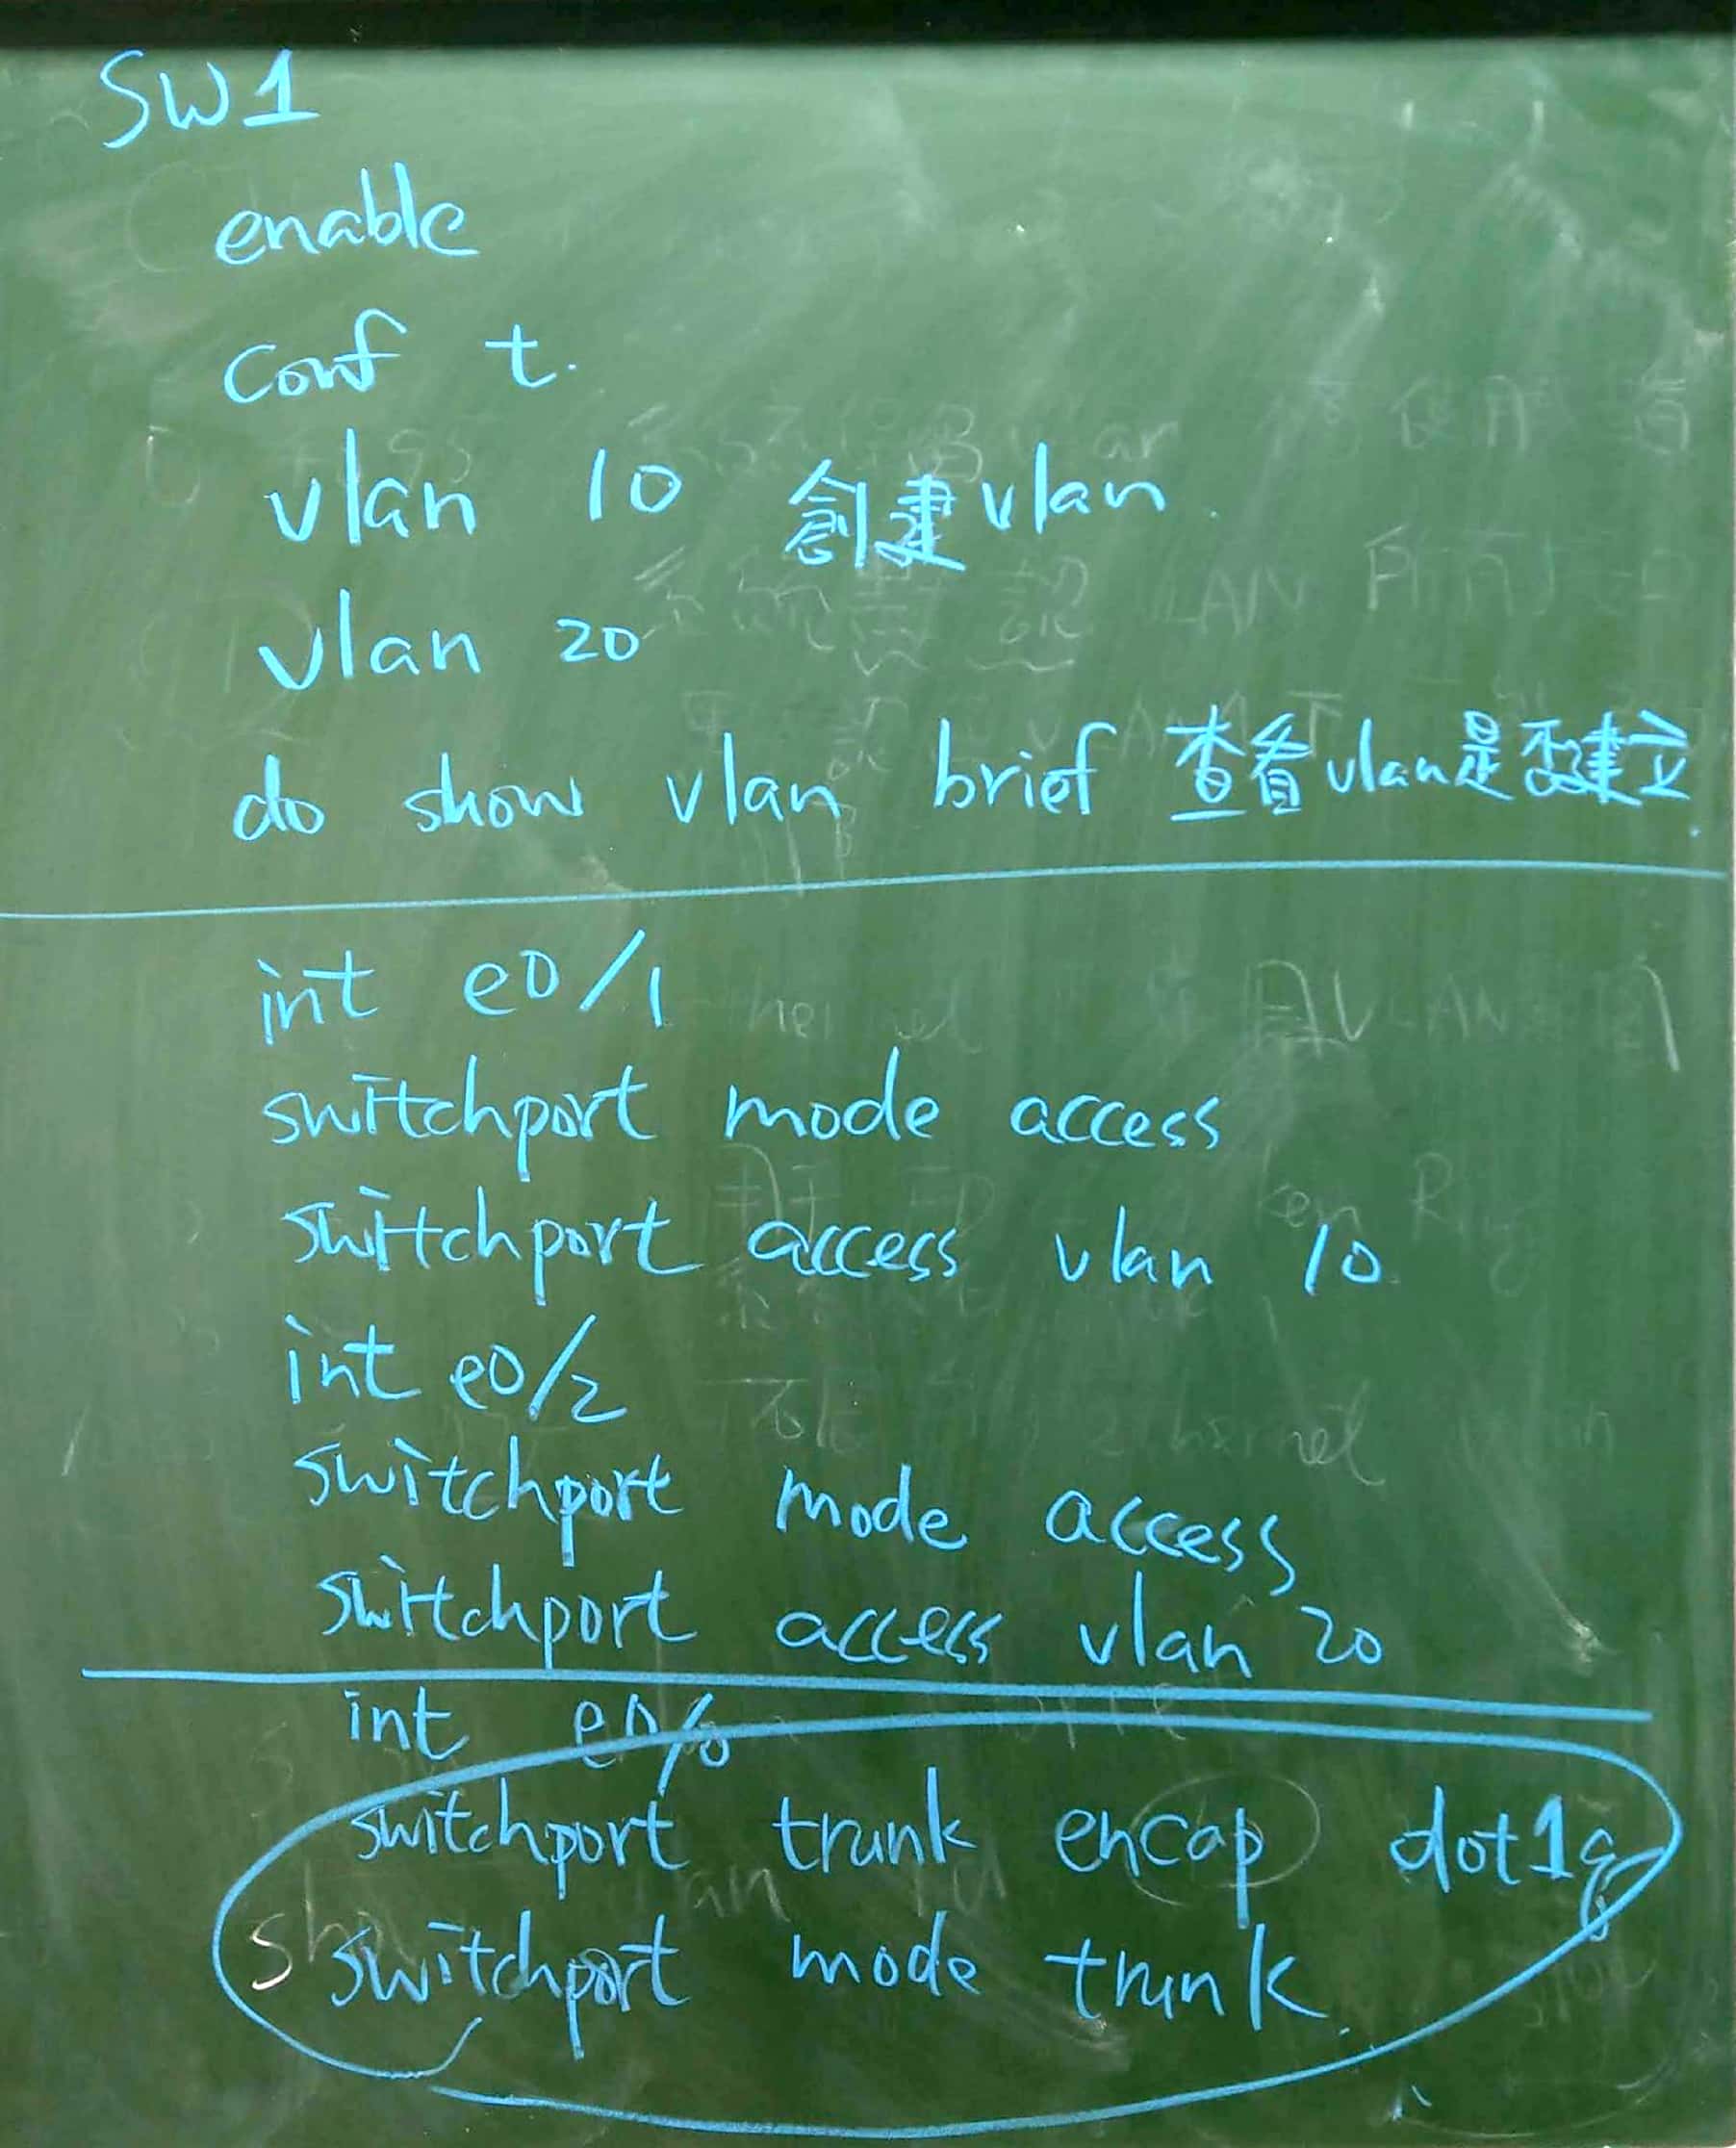 SW1
enable
conf t.
vlan 10 創建vlan.
vlan 20
do show vlan brief 查看vlan是否建立.
int e0/1
switchport mode access
switchport access vlan 10
int e0/2
switchport mode access
switchport access vlan 20
int e0/0
switchport trunk encap dot1q
switchport mode trunk.